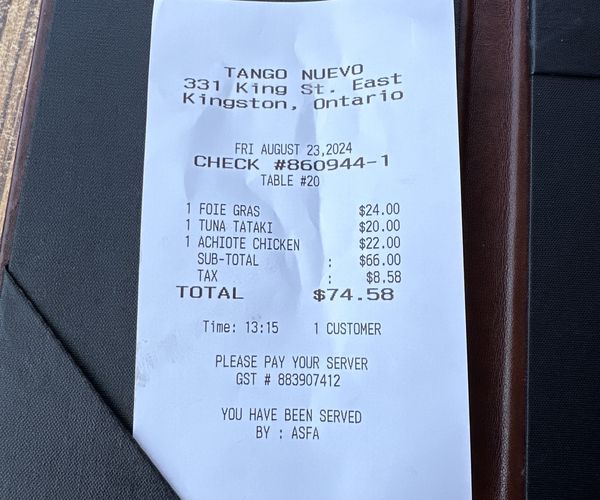 TANGO NUEVO
331 King St. East
Kingston, Ontario
FRI AUGUST 23,2024
CHECK #860944-1
TABLE #20
1 FOIE GRAS $24.00
1 TUNA TATAKI $20.00
1 ACHIOTE CHICKEN $22.00
SUB-TOTAL : $66.00
TAX : $8.58
TOTAL $74.58
Time: 13:15 1 CUSTOMER
PLEASE PAY YOUR SERVER
GST # 883907412
YOU HAVE BEEN SERVED
BY : ASFA